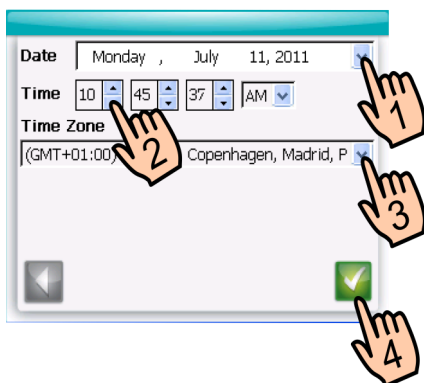 Date Monday , July 11, 2011
1
Time 10 45 37 AM
2
Time Zone
(GMT+01:00) Copenhagen, Madrid, P
3
4